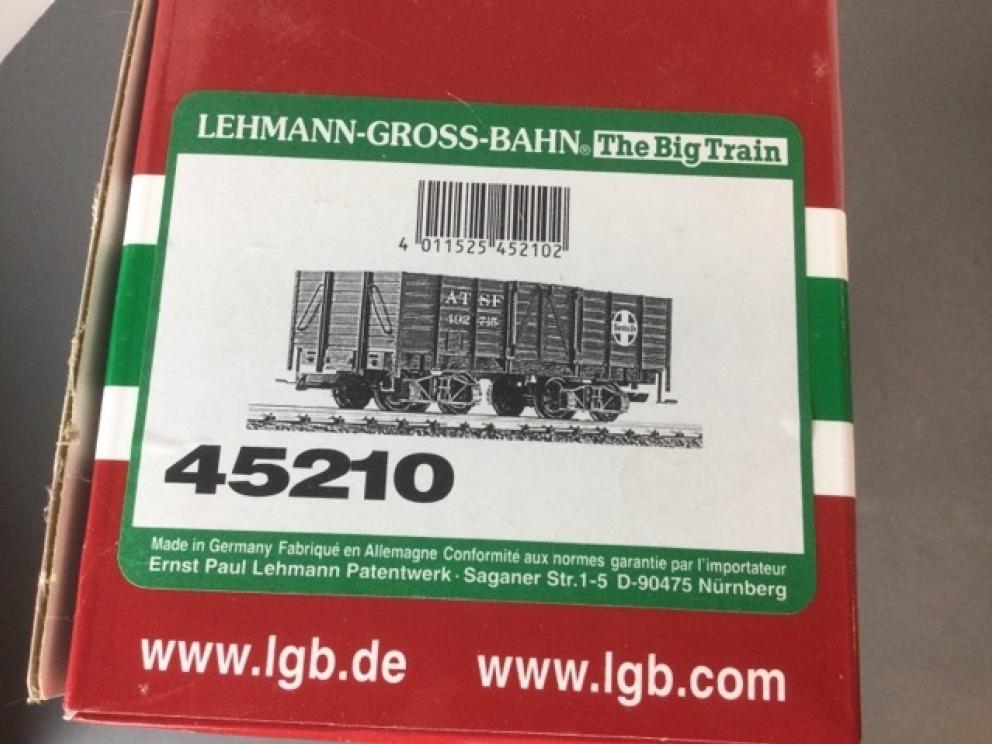 LEHMANN-GROSS-BAHN® The Big Train
4 011525 452102
AT SF
Santa Fe
45210
Made in Germany Fabriqué en Allemagne Conformité aux normes garantie par l'importateur
Ernst Paul Lehmann Patentwerk · Saganer Str.1-5 D-90475 Nürnberg
www.lgb.de www.lgb.com